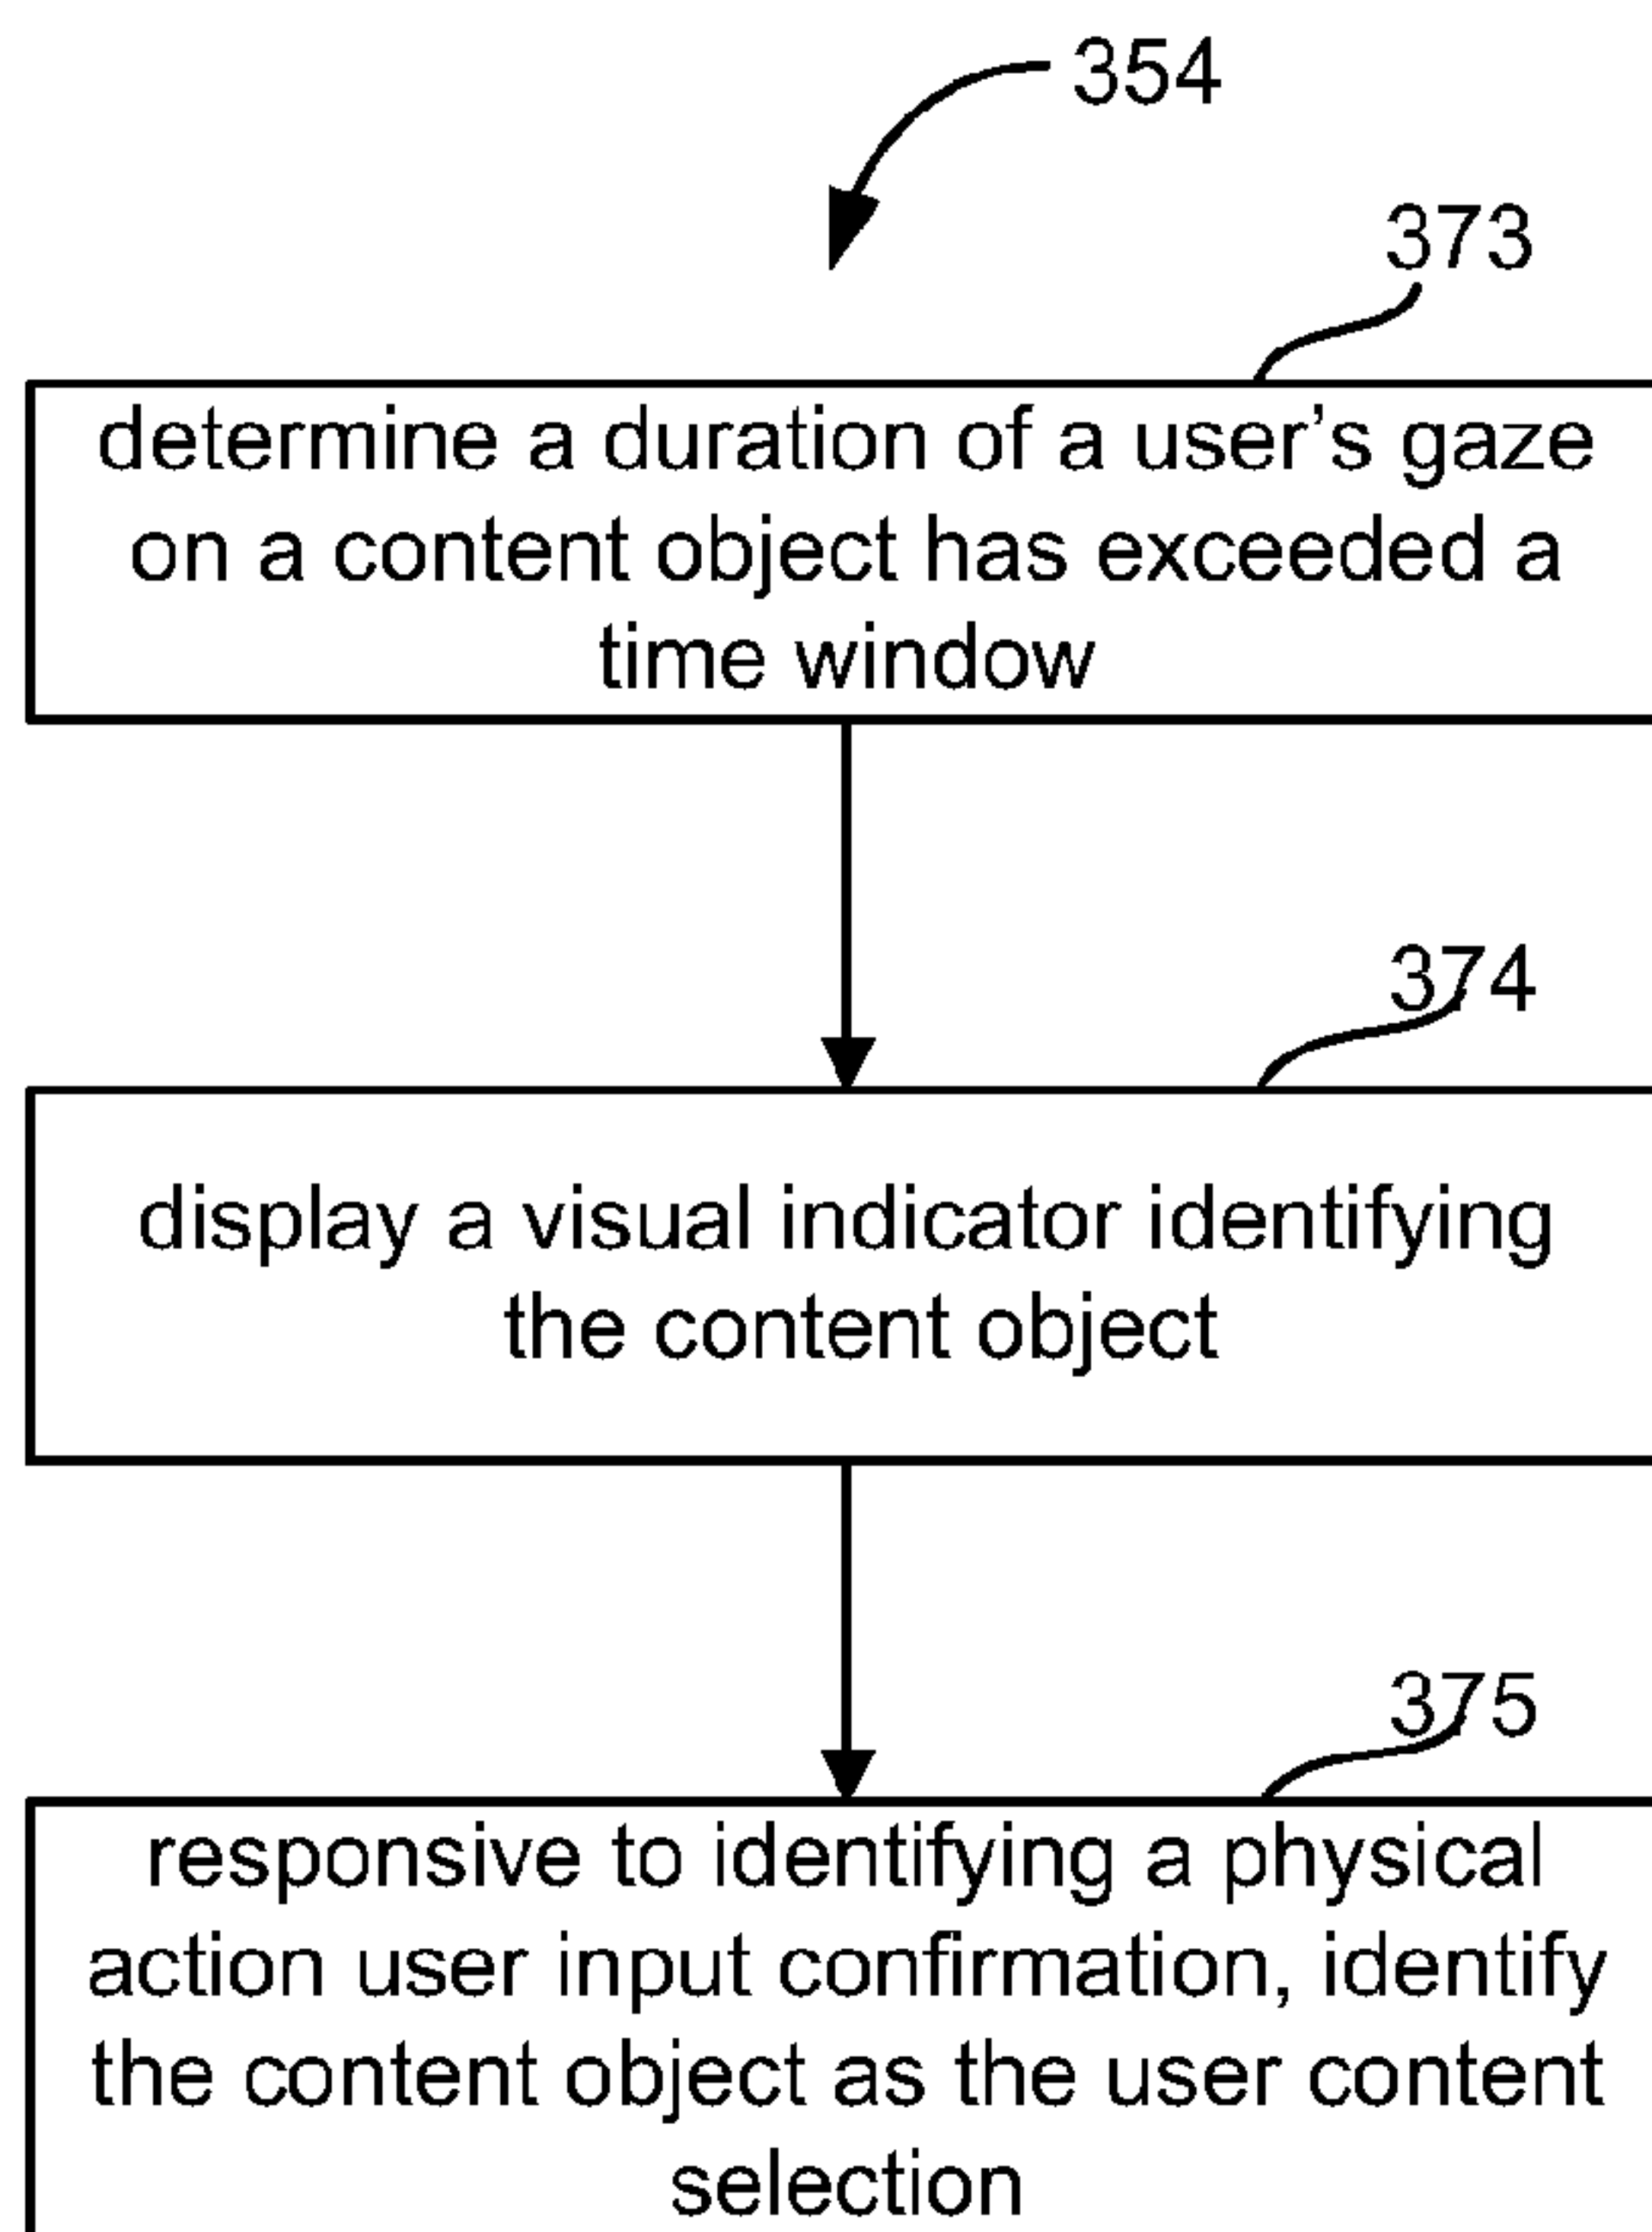 354
373
determine a duration of a user's gaze
on a content object has exceeded a
time window
374
display a visual indicator identifying
the content object
375
responsive to identifying a physical
action user input confirmation, identify
the content object as the user content
selection